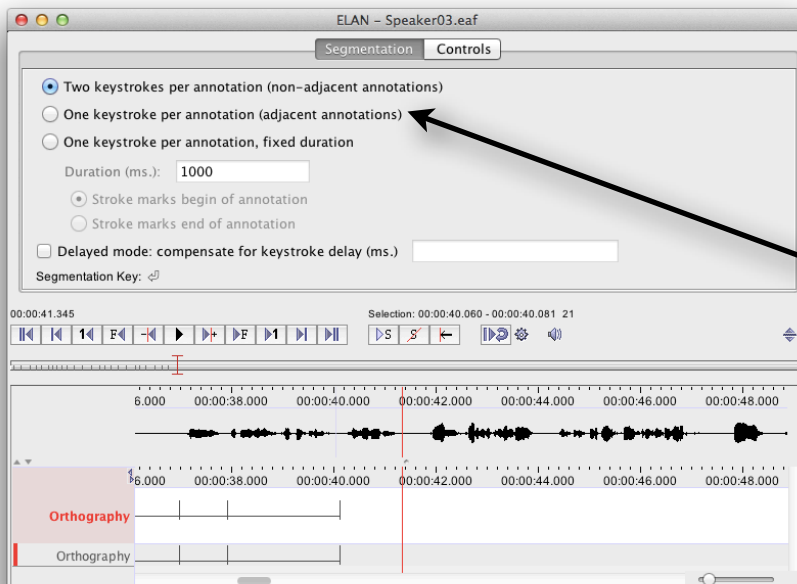 ELAN - Speaker03.eaf
Segmentation Controls
Two keystrokes per annotation (non-adjacent annotations)
One keystroke per annotation (adjacent annotations)
One keystroke per annotation, fixed duration
Duration (ms.): 1000
Stroke marks begin of annotation
Stroke marks end of annotation
Delayed mode: compensate for keystroke delay (ms.)
Segmentation Key: ⏎
00:00:41.345 Selection: 00:00:40.060 - 00:00:40.081 21
1 F - + F 1 S S
6.000 00:00:38.000 00:00:40.000 00:00:42.000 00:00:44.000 00:00:46.000 00:00:48.000
6.000 00:00:38.000 00:00:40.000 00:00:42.000 00:00:44.000 00:00:46.000 00:00:48.000
Orthography
Orthography